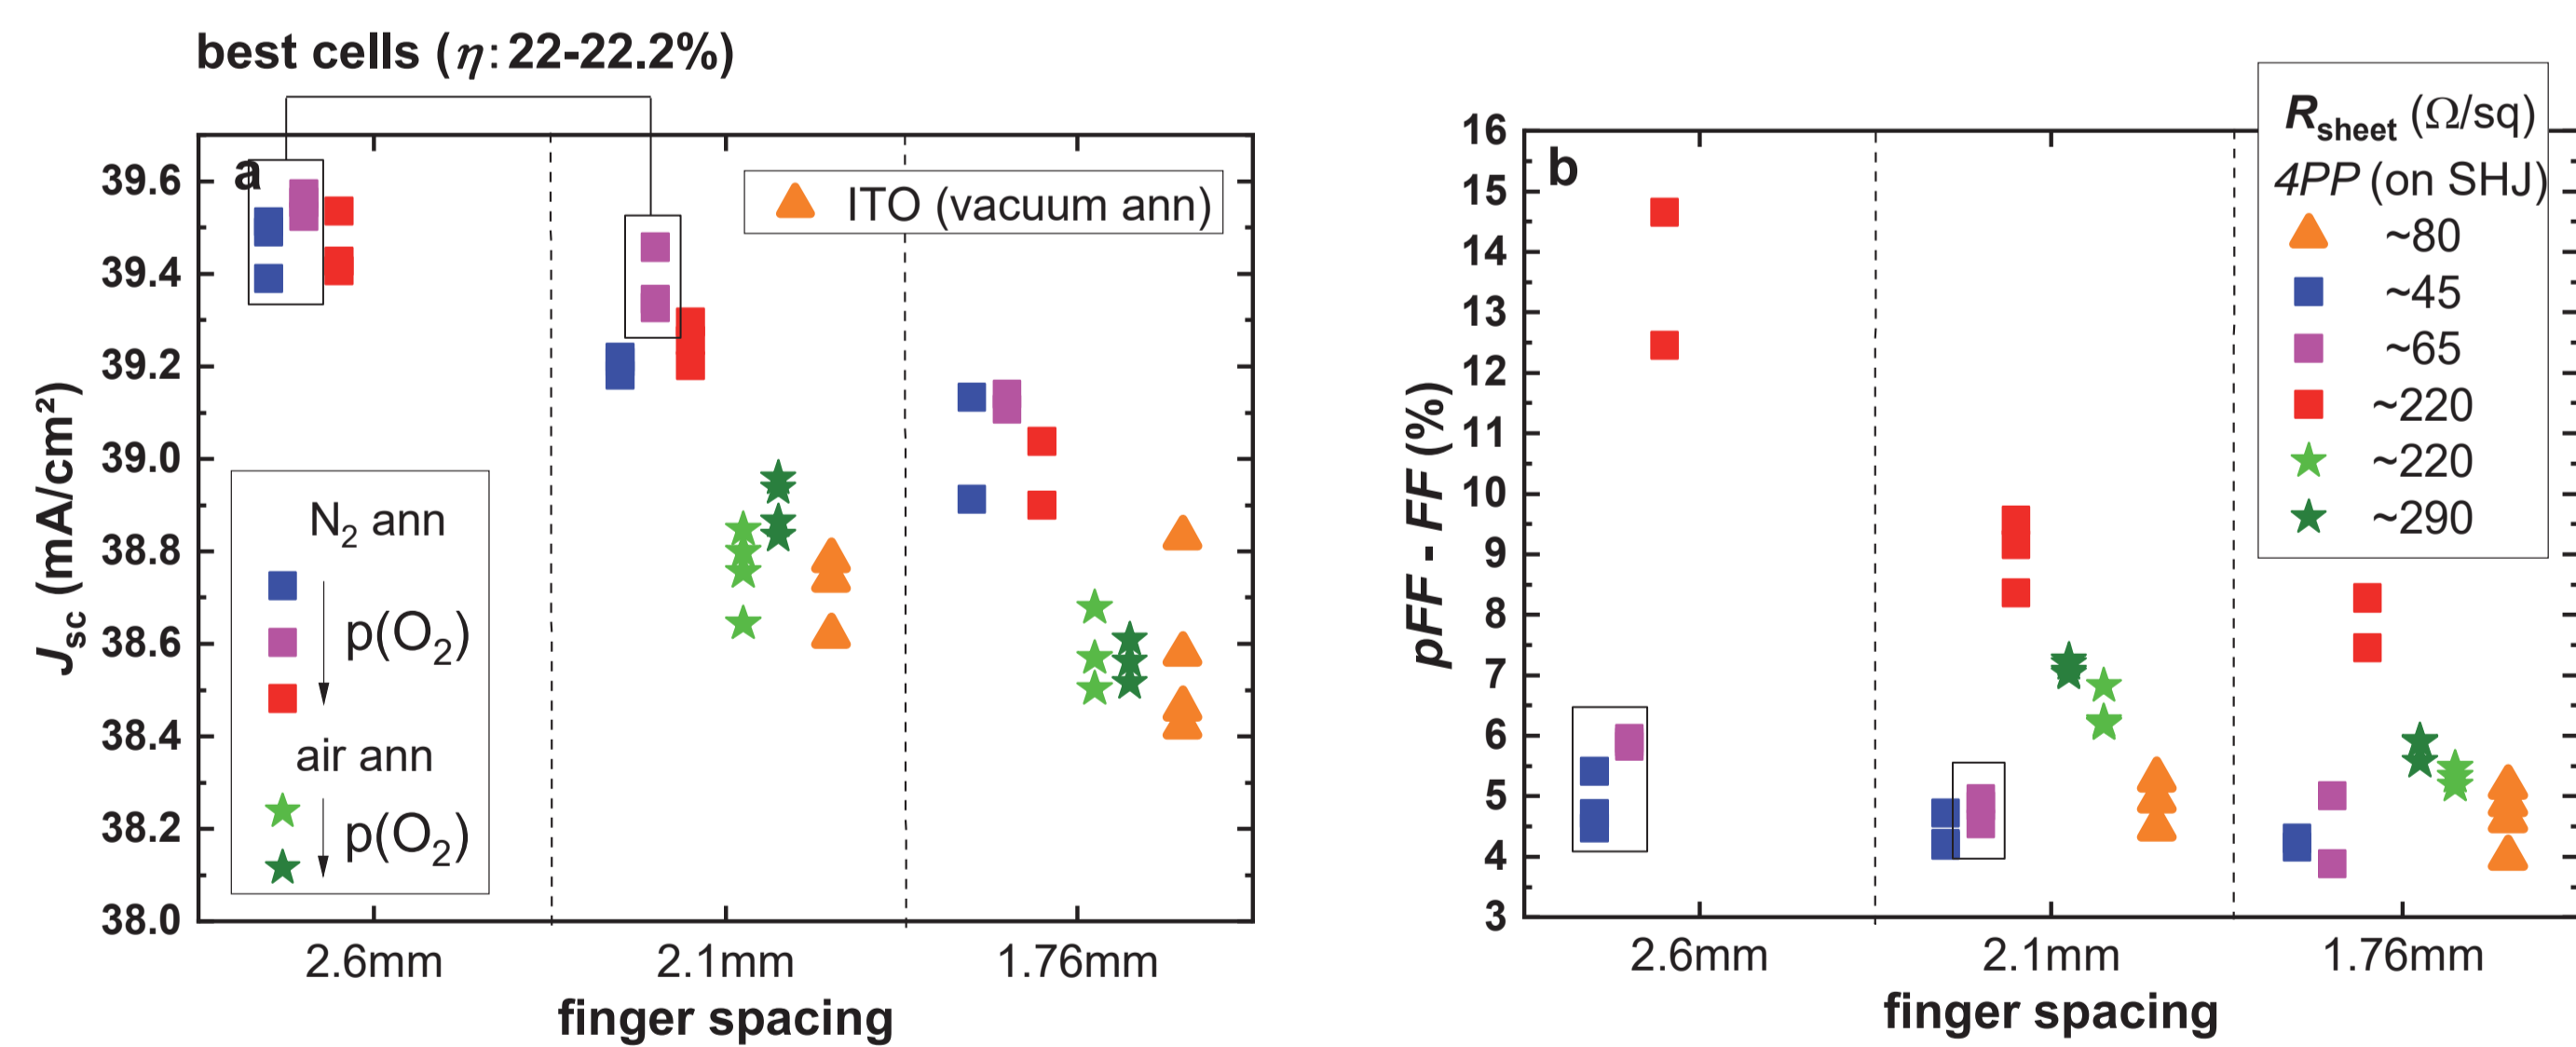 best cells (η: 22-22.2%)
a
ITO (vacuum ann)
N₂ ann
p(O₂)
air ann
p(O₂)
J_sc (mA/cm²)
39.6
39.4
39.2
39.0
38.8
38.6
38.4
38.2
38.0
2.6mm 2.1mm 1.76mm
finger spacing
b
pFF - FF (%)
16
15
14
13
12
11
10
9
8
7
6
5
4
3
2.6mm 2.1mm 1.76mm
finger spacing
R_sheet (Ω/sq)
4PP (on SHJ)
~80
~45
~65
~220
~220
~290